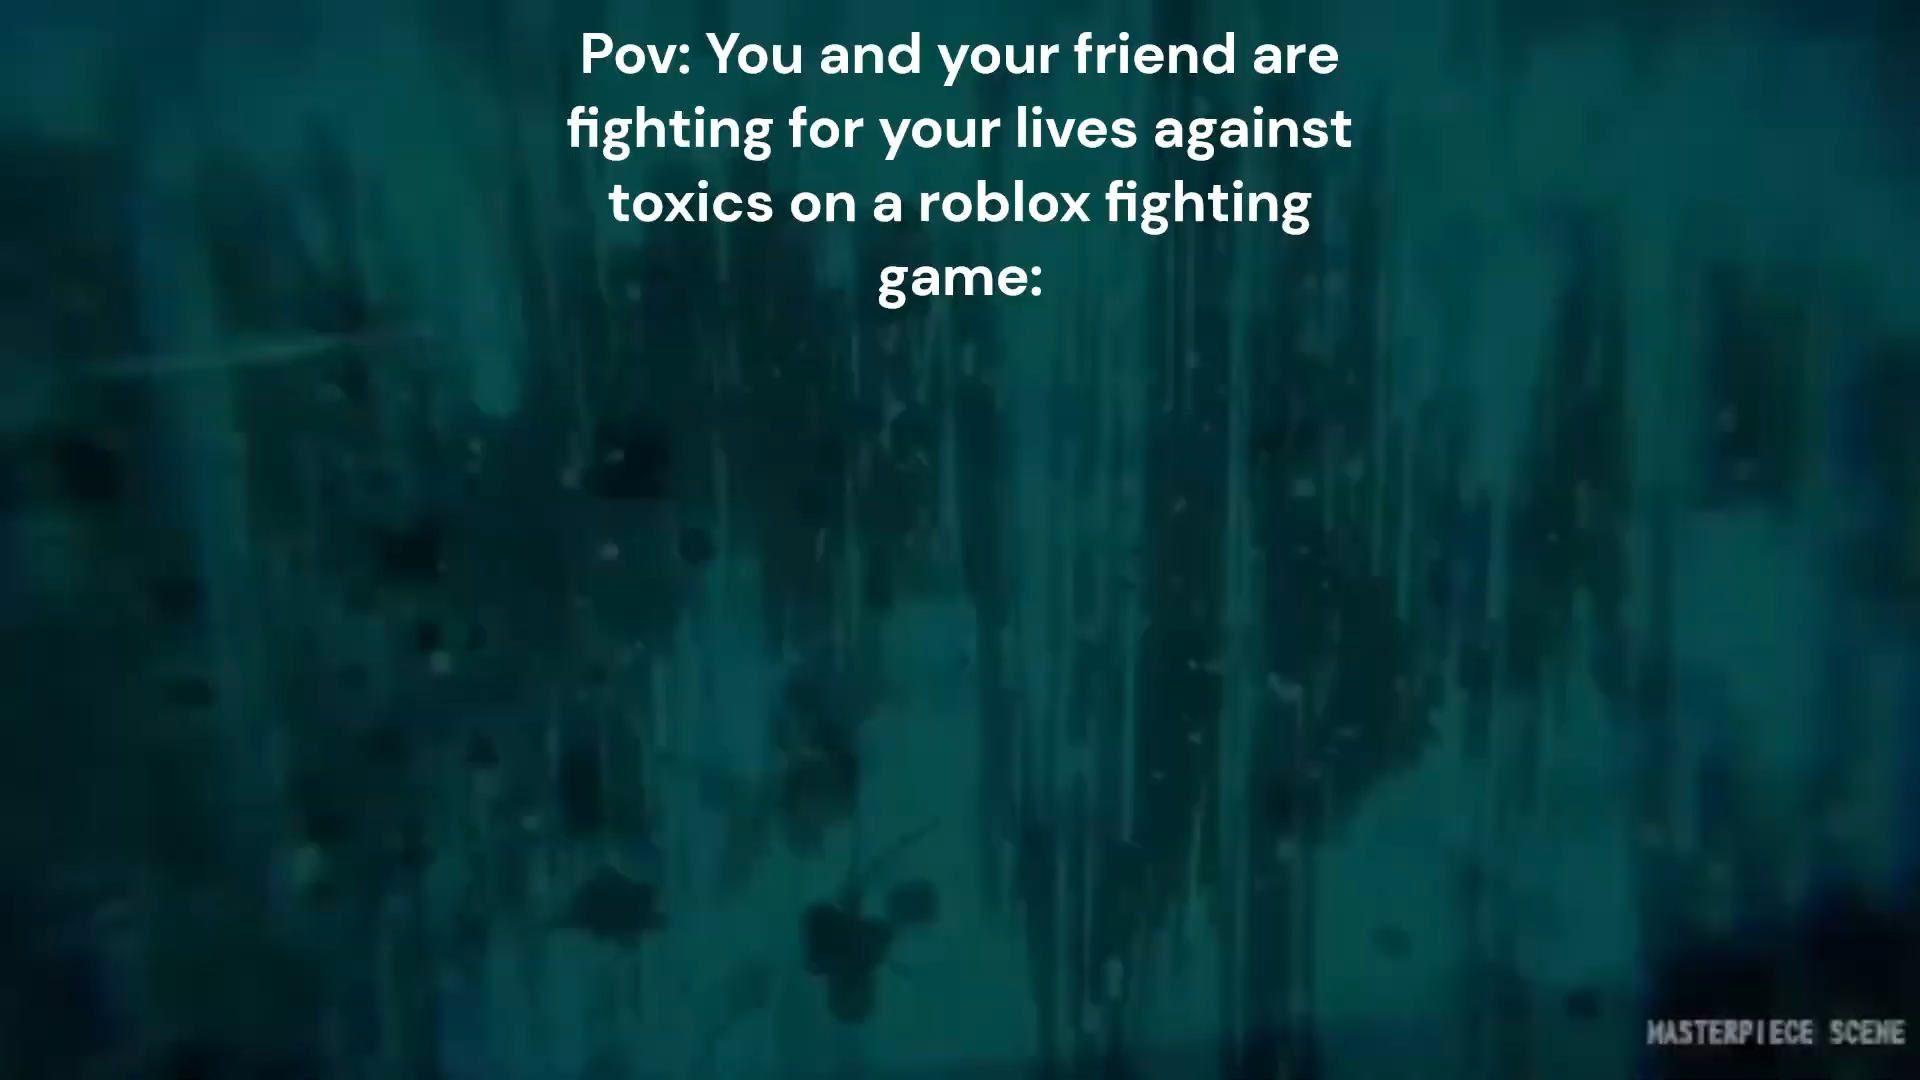 Pov: You and your friend are
fighting for your lives against
toxics on a roblox fighting
game:
MASTERPIECE SCENE